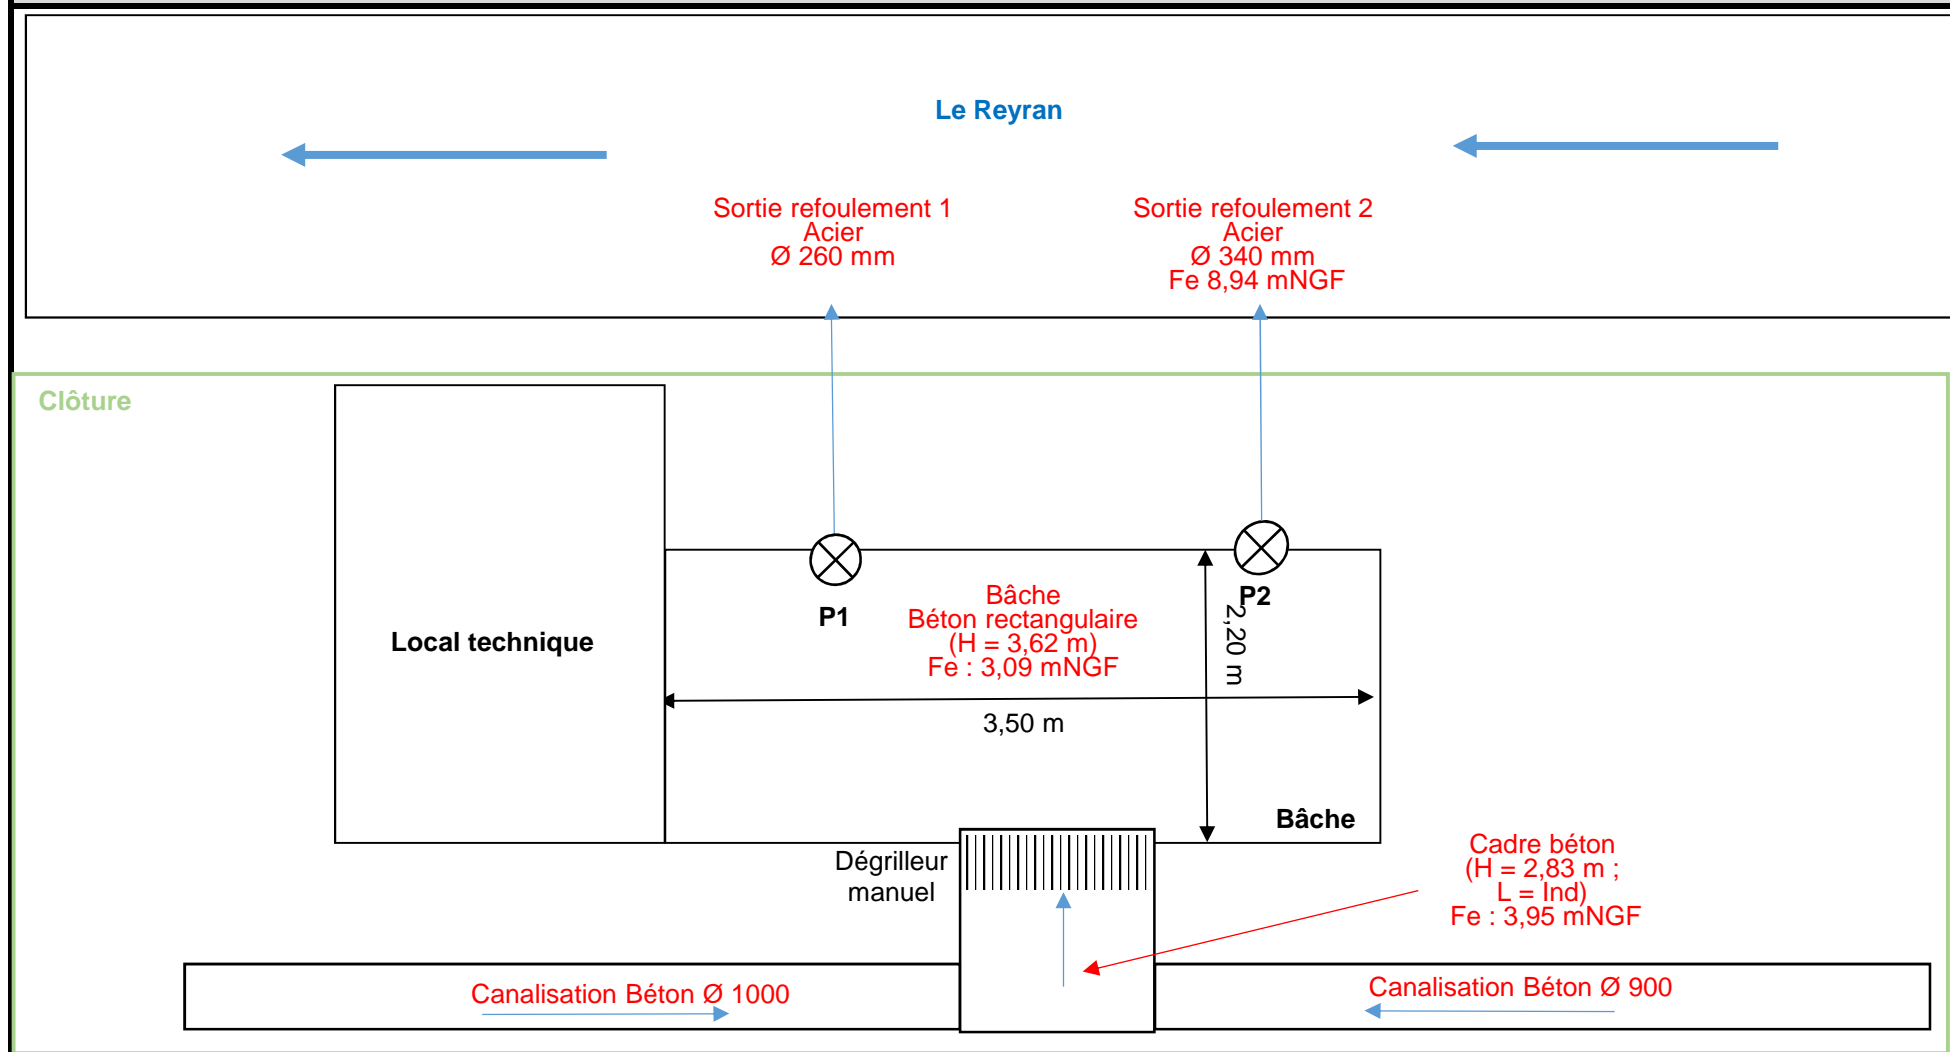 Le Reyran
Sortie refoulement 1
Acier
Ø 260 mm
Sortie refoulement 2
Acier
Ø 340 mm
Fe 8,94 mNGF
Clôture
Local technique
P1
P2
Bâche
Béton rectangulaire
(H = 3,62 m)
Fe : 3,09 mNGF
2,20 m
3,50 m
Bâche
Dégrilleur
manuel
Cadre béton
(H = 2,83 m ;
L = Ind)
Fe : 3,95 mNGF
Canalisation Béton Ø 1000
Canalisation Béton Ø 900